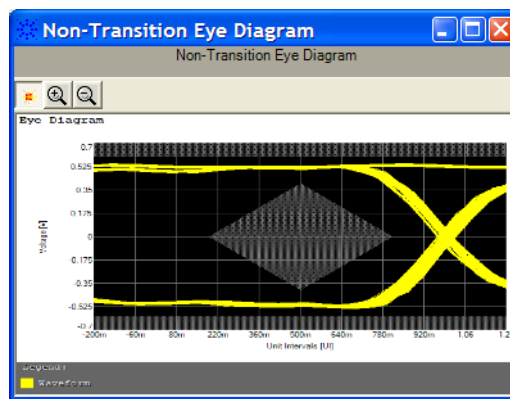 Non-Transition Eye Diagram
Non-Transition Eye Diagram
Eye Diagram
0.7
0.525
0.35
0.175
0
-0.175
-0.35
-0.525
-0.7
Voltage[v]
-200m -60m 80m 220m 360m 500m 640m 780m 920m 1.06 1.2
Unit Intervals [UI]
Legend:
Waveform